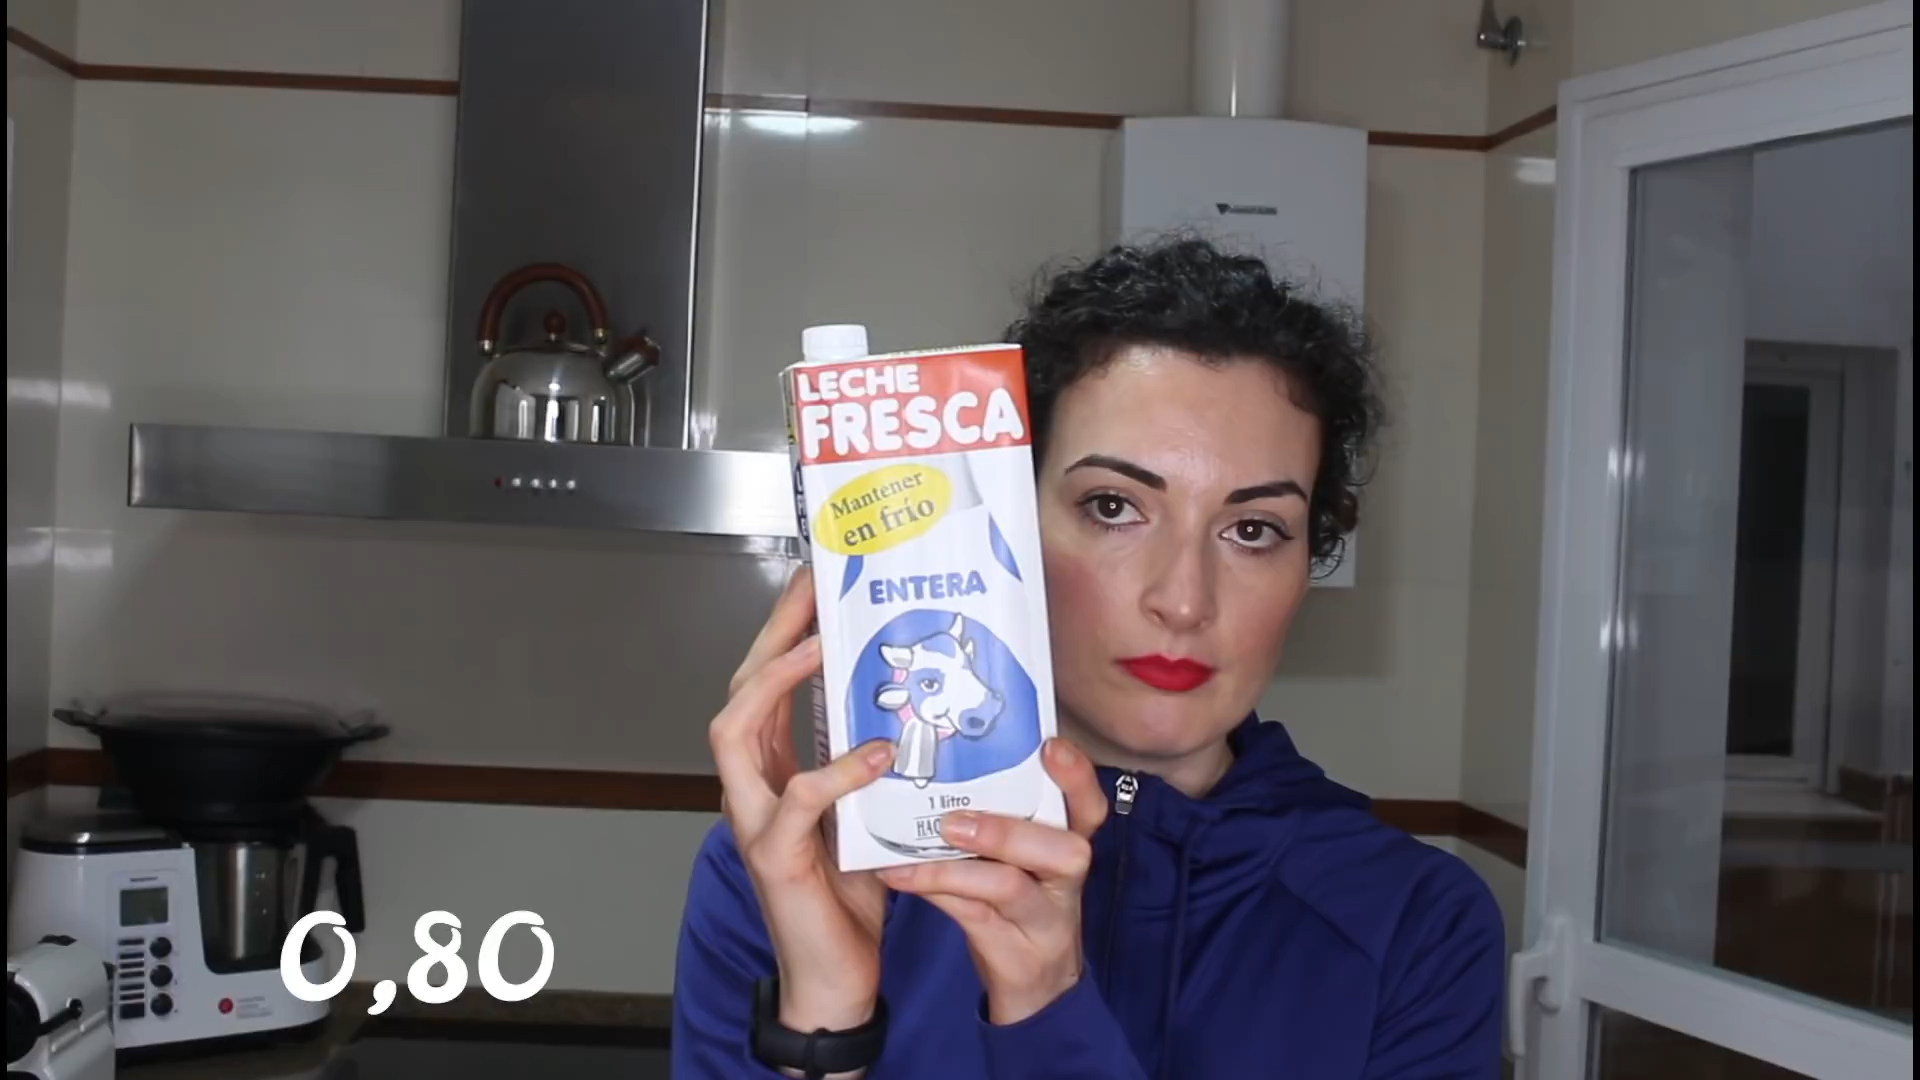 LECHE
FRESCA
Mantener
en frío
ENTERA
1 litro
0,80